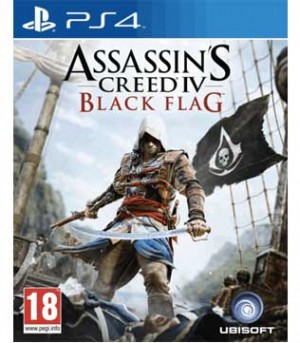 PS4
ASSASSIN'S
CREED IV
BLACK FLAG
18
www.pegi.info
UBISOFT